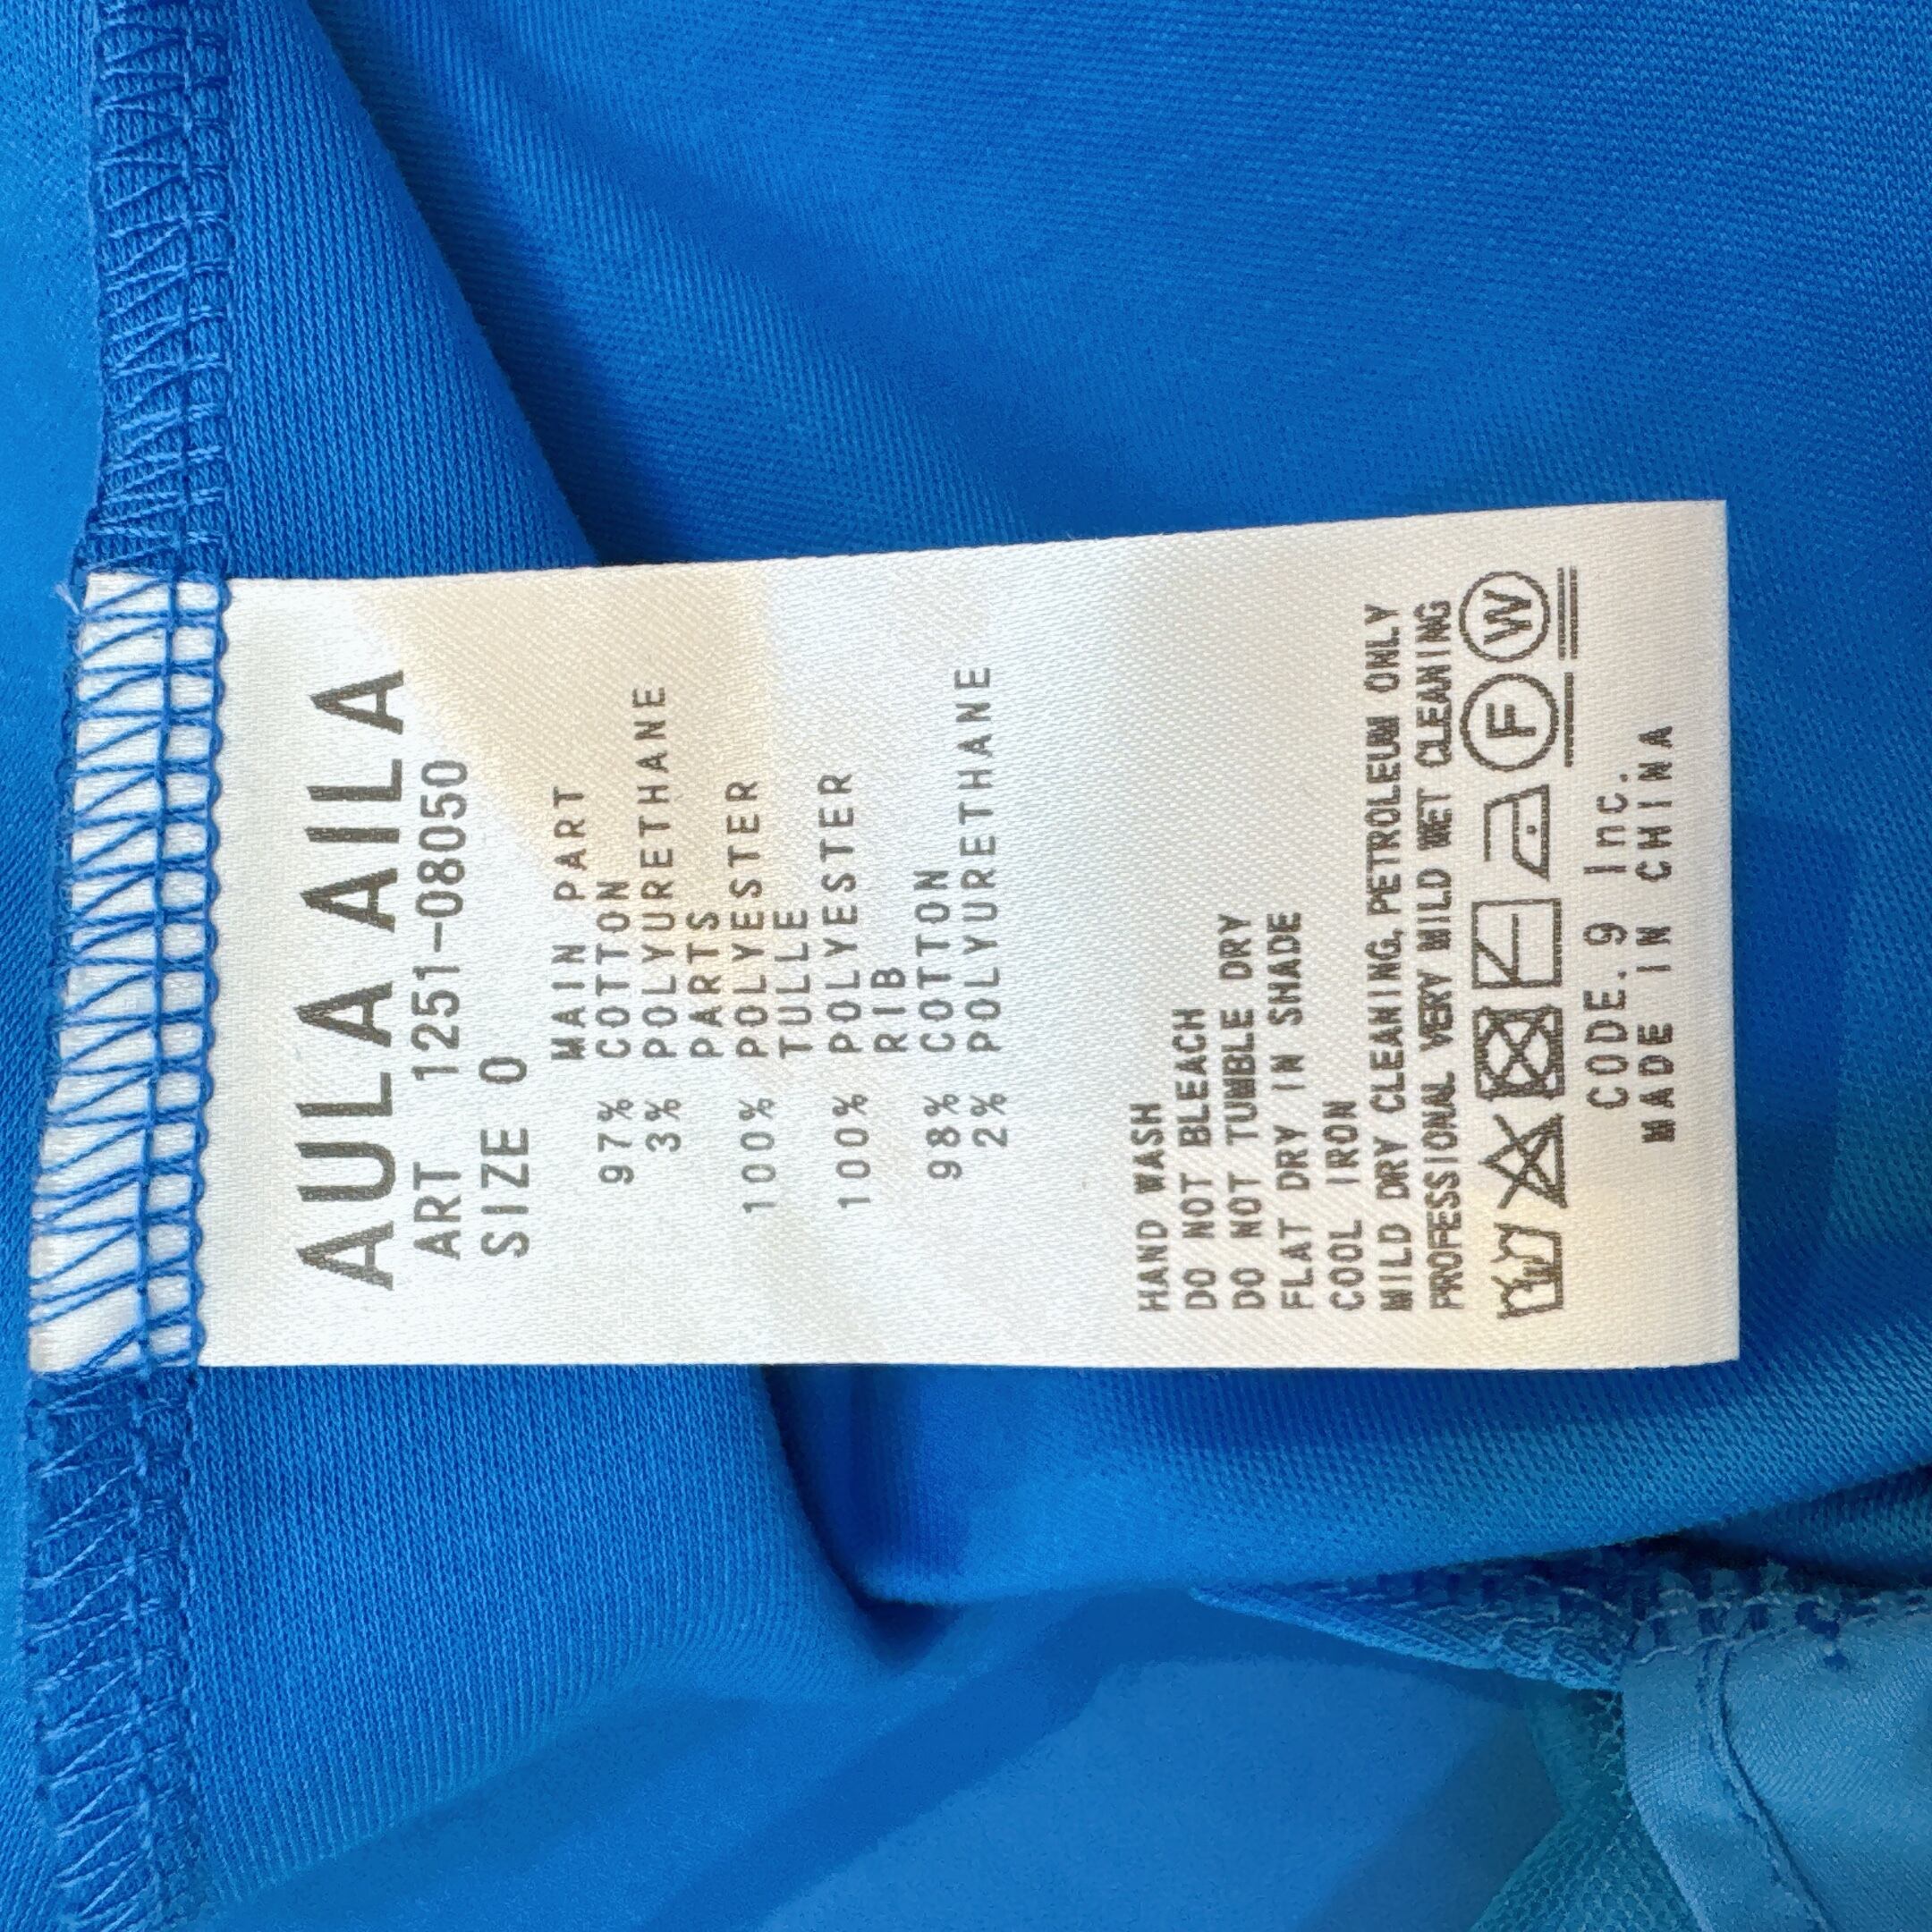 AULA AILA
ART 1251-08050
SIZE 0
MAIN PART
97% COTTON
3% POLYURETHANE
PARTS
100% POLYESTER
TULLE
100% POLYESTER
RIB
98% COTTON
2% POLYURETHANE
HAND WASH
DO NOT BLEACH
DO NOT TUMBLE DRY
FLAT DRY IN SHADE
COOL IRON
MILD DRY CLEANING, PETROLEUM ONLY
PROFESSIONAL VERY MILD WET CLEANING
F W
CODE.9 Inc.
MADE IN CHINA